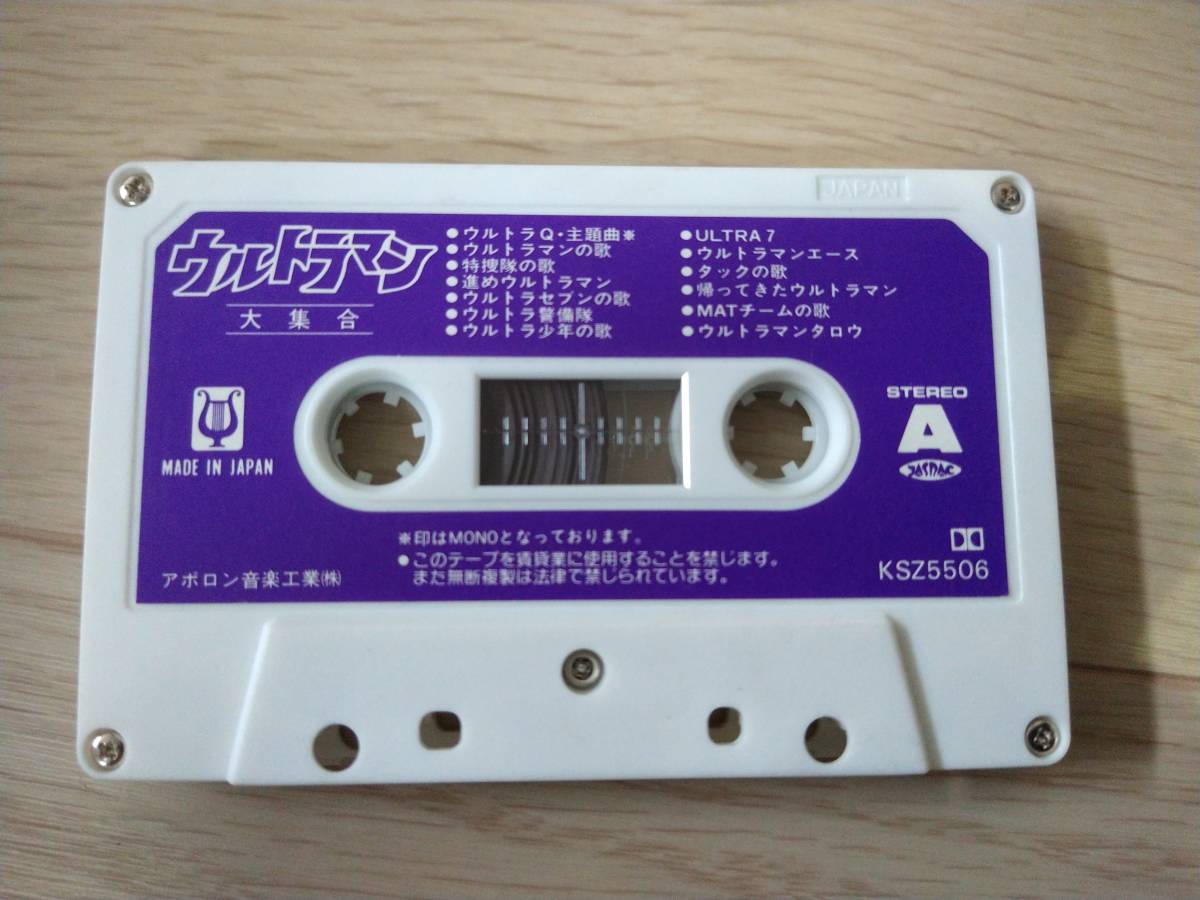 JAPAN
ウルトラマン
大集合
●ウルトラQ・主題曲※
●ウルトラマンの歌
●特捜隊の歌
●進めウルトラマン
●ウルトラセブンの歌
●ウルトラ警備隊
●ウルトラ少年の歌
●ULTRA7
●ウルトラマンエース
●タックの歌
●帰ってきたウルトラマン
●MATチームの歌
●ウルトラマンタロウ
MADE IN JAPAN
STEREO
A
JASRAC
※印はMONOとなっております。
●このテープを賃貸業に使用することを禁じます。
また無断複製は法律で禁じられています。
アポロン音楽工業㈱
KSZ5506